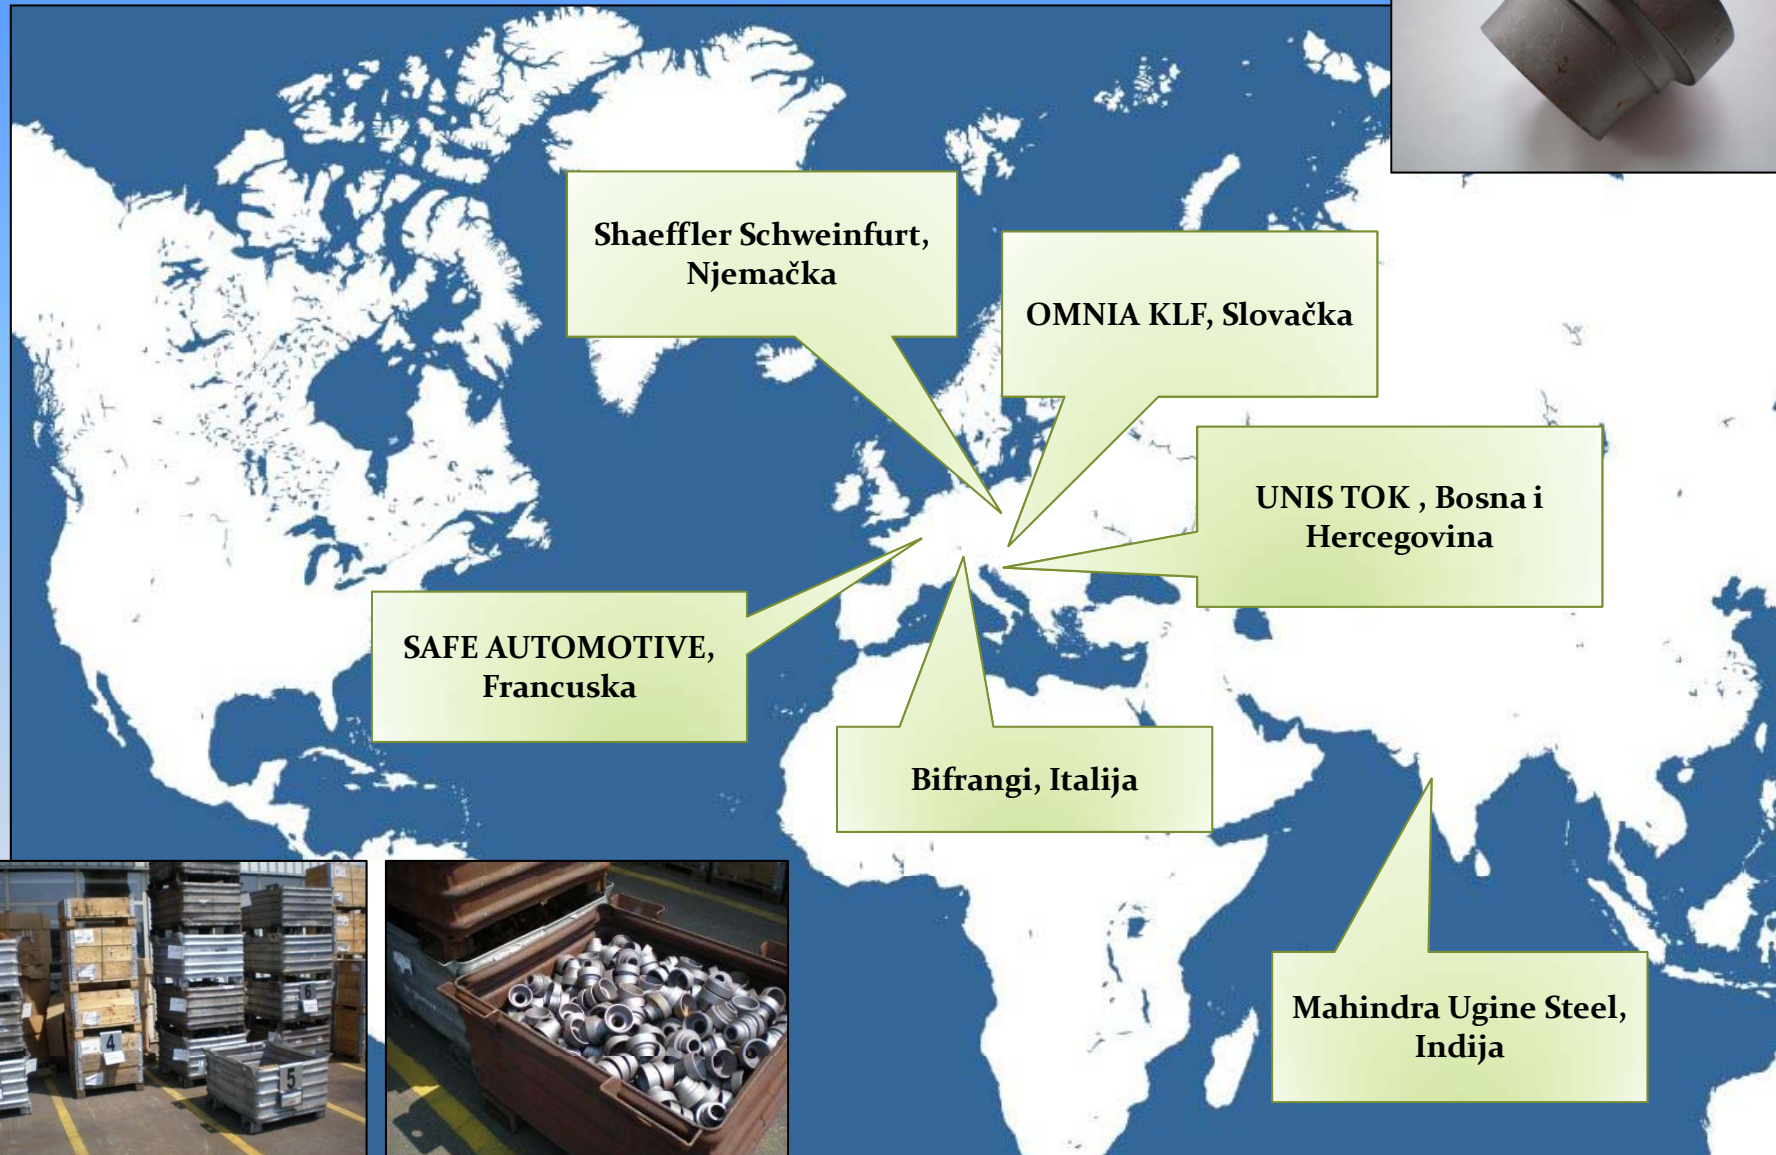 Shaeffler Schweinfurt,
Njemačka
OMNIA KLF, Slovačka
UNIS TOK , Bosna i
Hercegovina
SAFE AUTOMOTIVE,
Francuska
Bifrangi, Italija
Mahindra Ugine Steel,
Indija
4
6
5